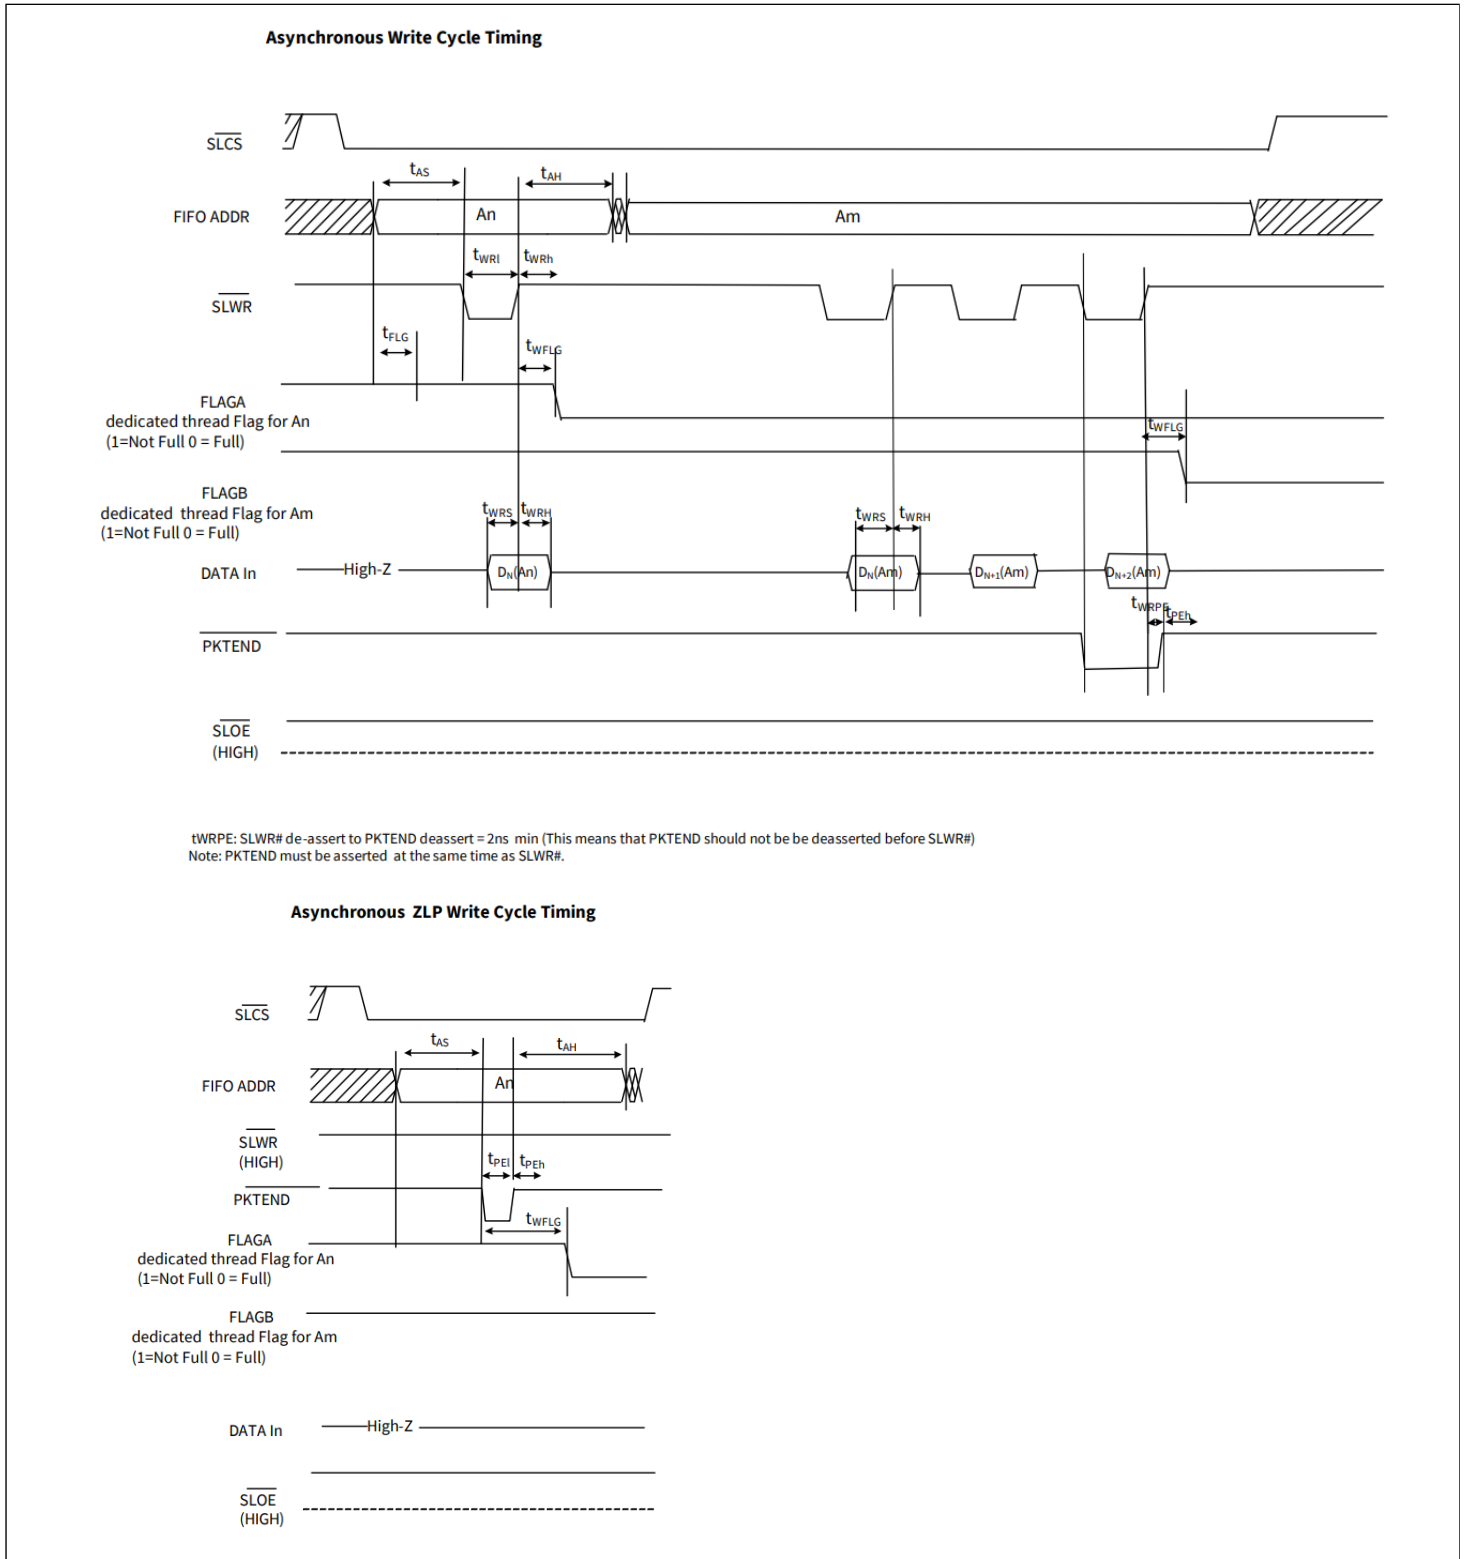 Asynchronous Write Cycle Timing
SLCS
tAS
tAH
FIFO ADDR
An
Am
tWRl
tWRh
SLWR
tFLG
tWFLG
FLAGA
dedicated thread Flag for An
(1=Not Full 0 = Full)
tWFLG
FLAGB
dedicated thread Flag for Am
(1=Not Full 0 = Full)
tWRS
tWRH
tWRS
tWRH
DATA In
High-Z
DN(An)
DN(Am)
DN+1(Am)
DN+2(Am)
tWRPE
tPEh
PKTEND
SLOE
(HIGH)
tWRPE: SLWR# de-assert to PKTEND deassert = 2ns min (This means that PKTEND should not be be deasserted before SLWR#)
Note: PKTEND must be asserted at the same time as SLWR#.
Asynchronous ZLP Write Cycle Timing
SLCS
tAS
tAH
FIFO ADDR
An
SLWR
(HIGH)
tPEl
tPEh
PKTEND
tWFLG
FLAGA
dedicated thread Flag for An
(1=Not Full 0 = Full)
FLAGB
dedicated thread Flag for Am
(1=Not Full 0 = Full)
DATA In
High-Z
SLOE
(HIGH)